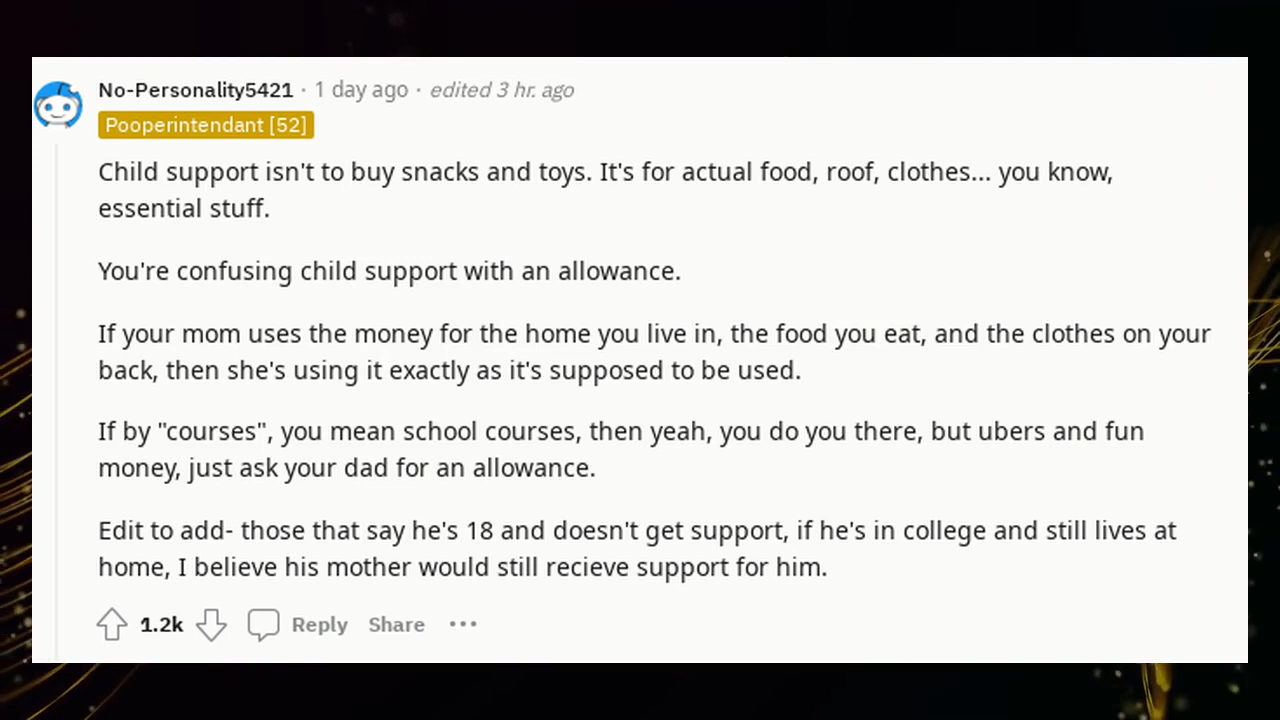 No-Personality5421 · 1 day ago · edited 3 hr. ago
Pooperintendant [52]
Child support isn't to buy snacks and toys. It's for actual food, roof, clothes... you know,
essential stuff.
You're confusing child support with an allowance.
If your mom uses the money for the home you live in, the food you eat, and the clothes on your
back, then she's using it exactly as it's supposed to be used.
If by "courses", you mean school courses, then yeah, you do you there, but ubers and fun
money, just ask your dad for an allowance.
Edit to add- those that say he's 18 and doesn't get support, if he's in college and still lives at
home, I believe his mother would still recieve support for him.
1.2k Reply Share